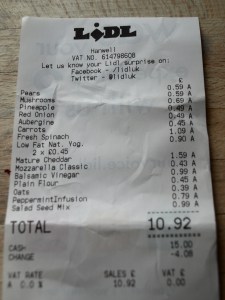 LiDL
Harwell
VAT NO. 614798608
Let us know your Lidl surprise on:
Facebook - /lidluk
Twitter - @lidluk
£
Pears 0.59 A
Mushrooms 0.59 A
Pineapple 0.69 A
Red Onion 0.49 A
Aubergine 0.49 A
Carrots 0.45 A
Fresh Spinach 1.09 A
Low Fat Nat. Yog.
2 x £0.45 0.90 A
Mature Cheddar 1.59 A
Mozzarella Classic 0.43 A
Balsamic Vinegar 0.99 A
Plain Flour 0.45 A
Oats 0.39 A
PeppermintInfusion 0.79 A
Salad Seed Mix 0.99 A
TOTAL 10.92
CASH 15.00
CHANGE -4.08
VAT RATE SALES £ VAT £
A 0.0 % 10.92 0.00